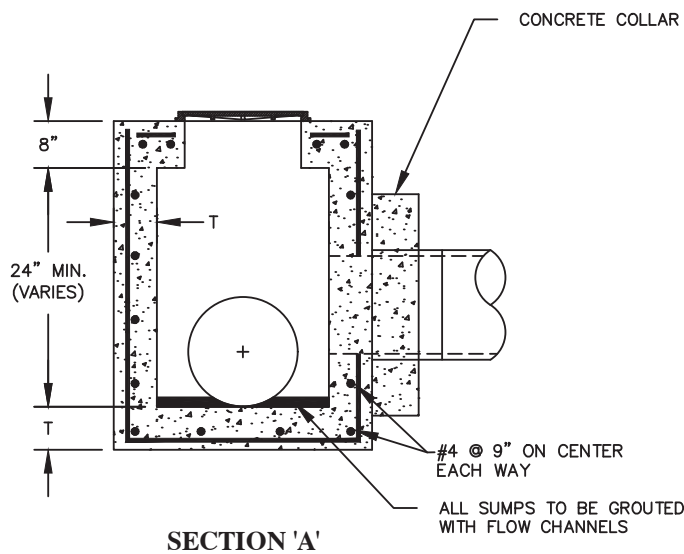 CONCRETE COLLAR
8”
T
24” MIN.
(VARIES)
T
#4 @ 9” ON CENTER
EACH WAY
ALL SUMPS TO BE GROUTED
WITH FLOW CHANNELS
SECTION 'A'